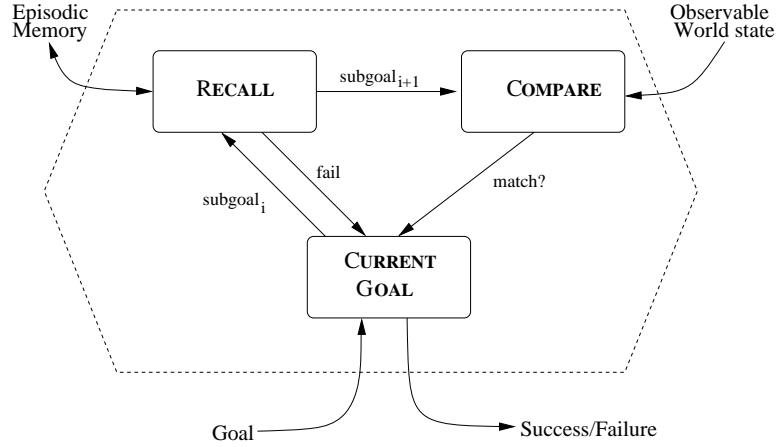 Episodic
Memory
Observable
World state
RECALL
subgoal_{i+1}
COMPARE
fail
match?
subgoal_i
CURRENT
GOAL
Goal
Success/Failure